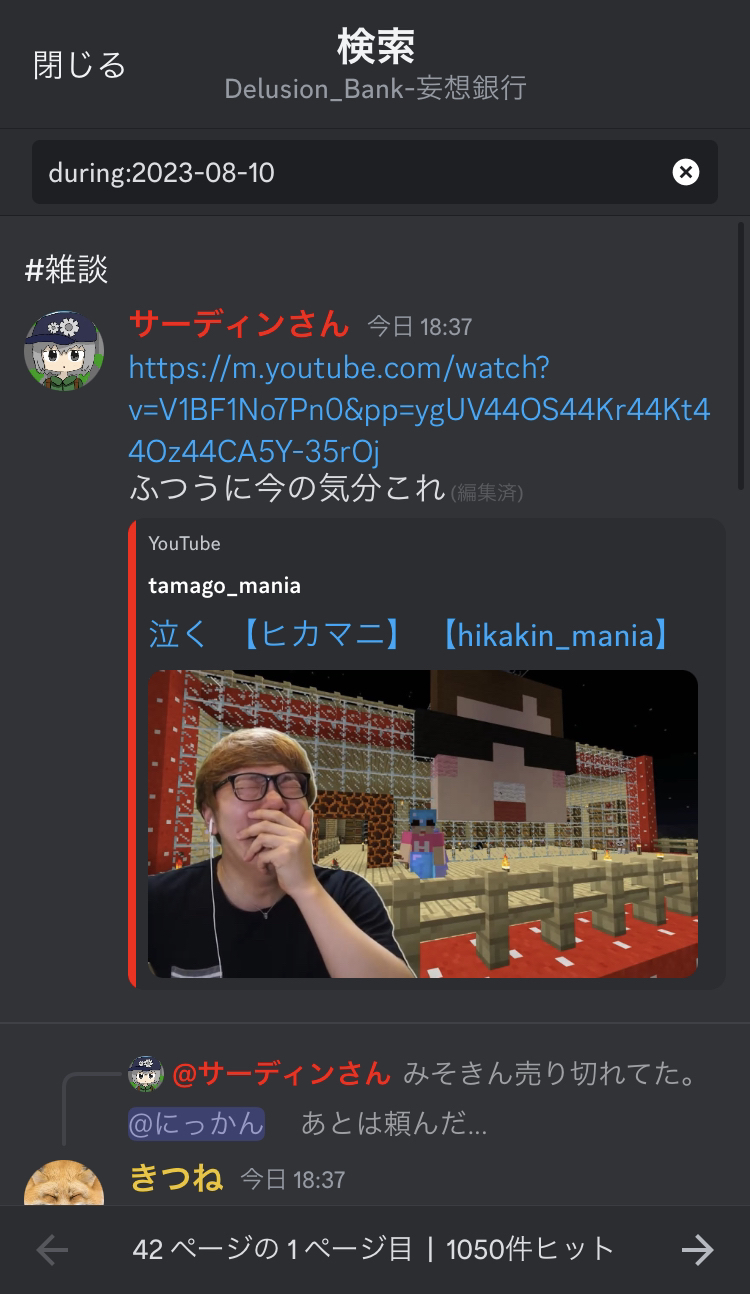 閉じる
検索
Delusion_Bank-妄想銀行
during:2023-08-10
#雑談
サーディンさん 今日 18:37
https://m.youtube.com/watch?
v=V1BF1No7Pn0&pp=ygUV44OS44Kr44Kt4
4Oz44CA5Y-35rOj
ふつうに今の気分これ (編集済)
YouTube
tamago_mania
泣く 【ヒカマニ】 【hikakin_mania】
@サーディンさん みそきん売り切れてた。
@にっかん あとは頼んだ...
きつね 今日 18:37
42 ページの 1 ページ目 | 1050件ヒット